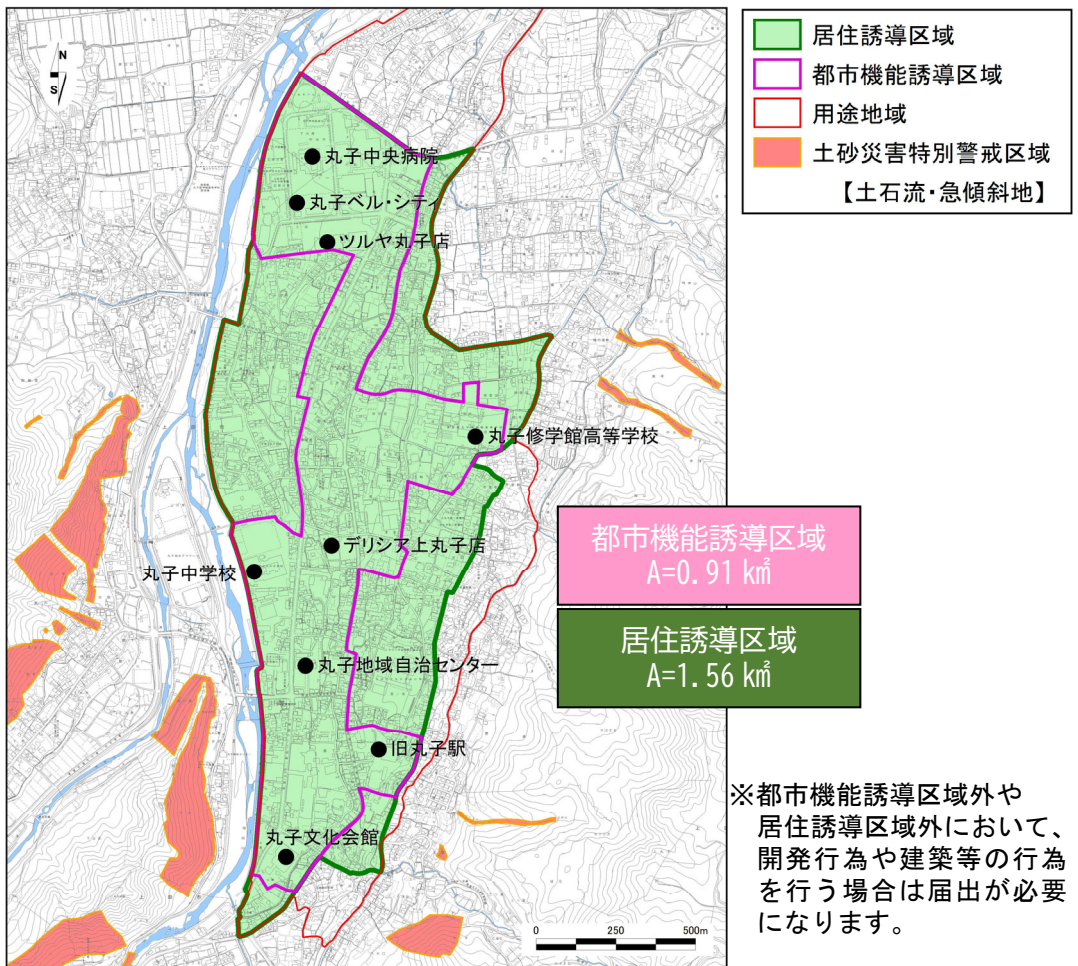 N
S
居住誘導区域
都市機能誘導区域
用途地域
土砂災害特別警戒区域
【土石流・急傾斜地】
丸子中央病院
丸子ベル・シティ
ツルヤ丸子店
丸子修学館高等学校
デリシア上丸子店
丸子中学校
丸子地域自治センター
旧丸子駅
丸子文化会館
都市機能誘導区域
A=0.91 ㎢
居住誘導区域
A=1.56 ㎢
※都市機能誘導区域外や
居住誘導区域外において、
開発行為や建築等の行為
を行う場合は届出が必要
になります。
0 250 500m